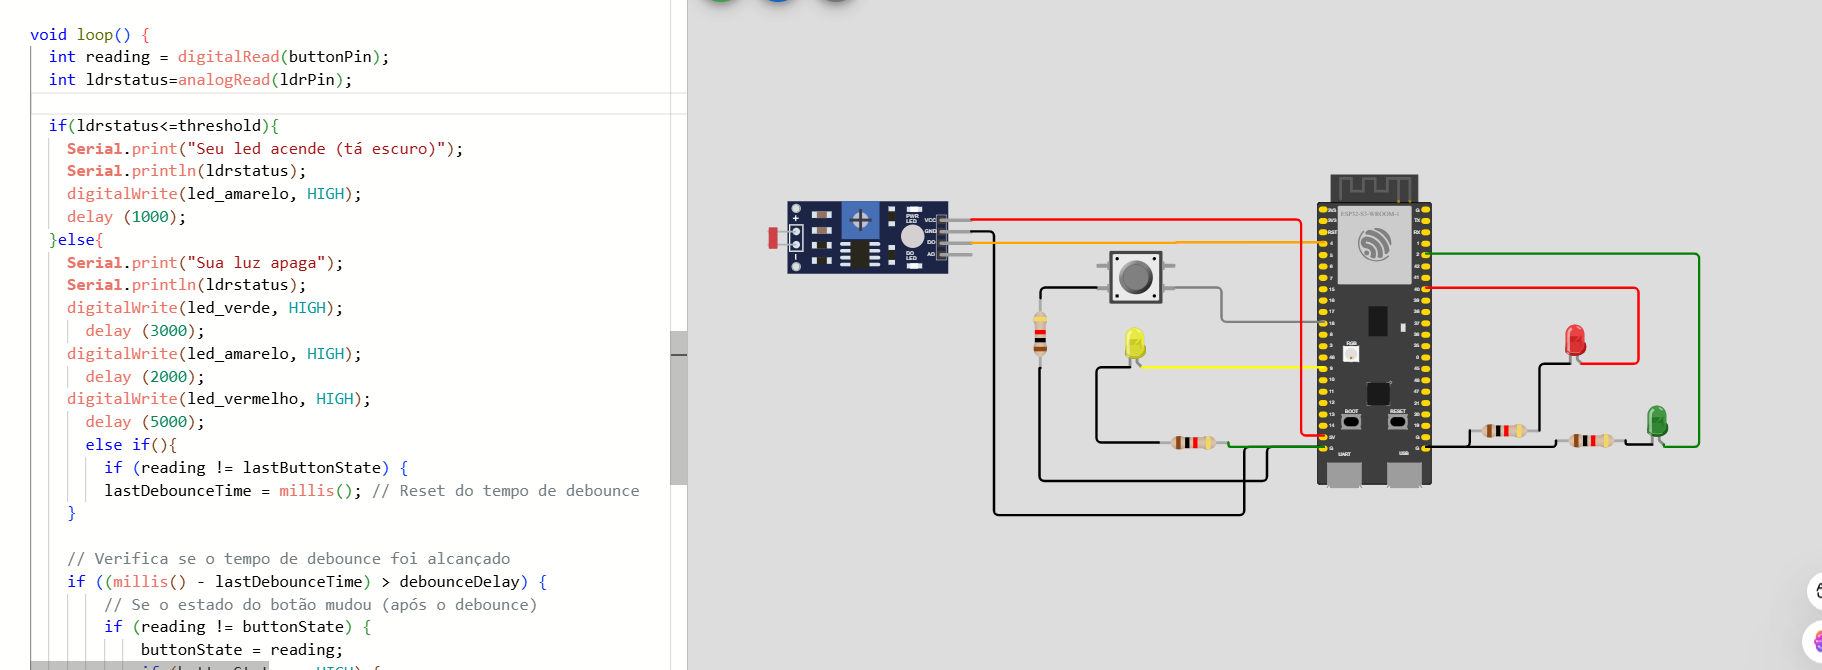 void loop() {
int reading = digitalRead(buttonPin);
int ldrstatus=analogRead(ldrPin);
if(ldrstatus<=threshold){
Serial.print("Seu led acende (tá escuro)");
Serial.println(ldrstatus);
digitalWrite(led_amarelo, HIGH);
delay (1000);
}else{
Serial.print("Sua luz apaga");
Serial.println(ldrstatus);
digitalWrite(led_verde, HIGH);
delay (3000);
digitalWrite(led_amarelo, HIGH);
delay (2000);
digitalWrite(led_vermelho, HIGH);
delay (5000);
else if(){
if (reading != lastButtonState) {
lastDebounceTime = millis(); // Reset do tempo de debounce
}
// Verifica se o tempo de debounce foi alcançado
if ((millis() - lastDebounceTime) > debounceDelay) {
// Se o estado do botão mudou (após o debounce)
if (reading != buttonState) {
buttonState = reading;
PWR
LED
VCC
GND
DO
AO
DO
LED
ESP32-S3-WROOM-1
RGB
BOOT
RESET
UART
USB